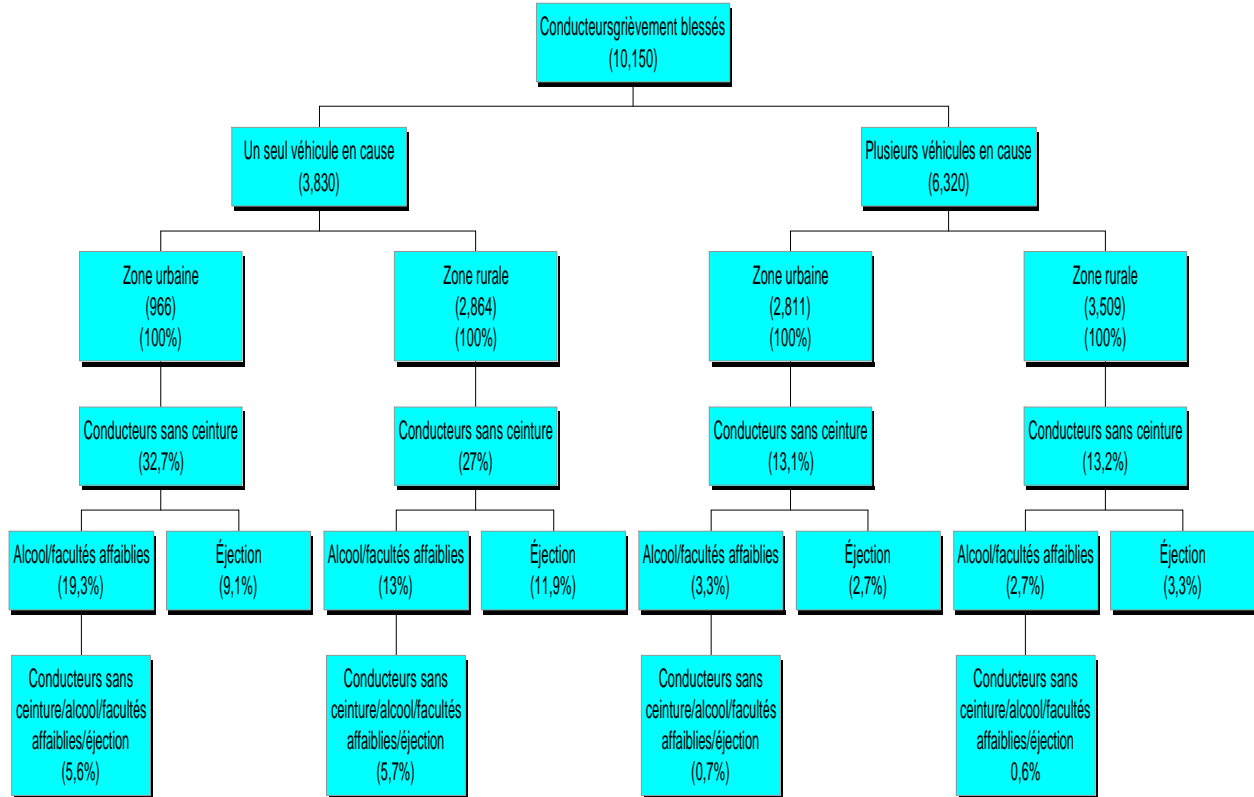 Conducteursgrièvement blessés
(10,150)
Un seul véhicule en cause
(3,830)
Plusieurs véhicules en cause
(6,320)
Zone urbaine
(966)
(100%)
Zone rurale
(2,864)
(100%)
Zone urbaine
(2,811)
(100%)
Zone rurale
(3,509)
(100%)
Conducteurs sans ceinture
(32,7%)
Conducteurs sans ceinture
(27%)
Conducteurs sans ceinture
(13,1%)
Conducteurs sans ceinture
(13,2%)
Alcool/facultés affaiblies
(19,3%)
Éjection
(9,1%)
Alcool/facultés affaiblies
(13%)
Éjection
(11,9%)
Alcool/facultés affaiblies
(3,3%)
Éjection
(2,7%)
Alcool/facultés affaiblies
(2,7%)
Éjection
(3,3%)
Conducteurs sans
ceinture/alcool/facultés
affaiblies/éjection
(5,6%)
Conducteurs sans
ceinture/alcool/facultés
affaiblies/éjection
(5,7%)
Conducteurs sans
ceinture/alcool/facultés
affaiblies/éjection
(0,7%)
Conducteurs sans
ceinture/alcool/facultés
affaiblies/éjection
0,6%